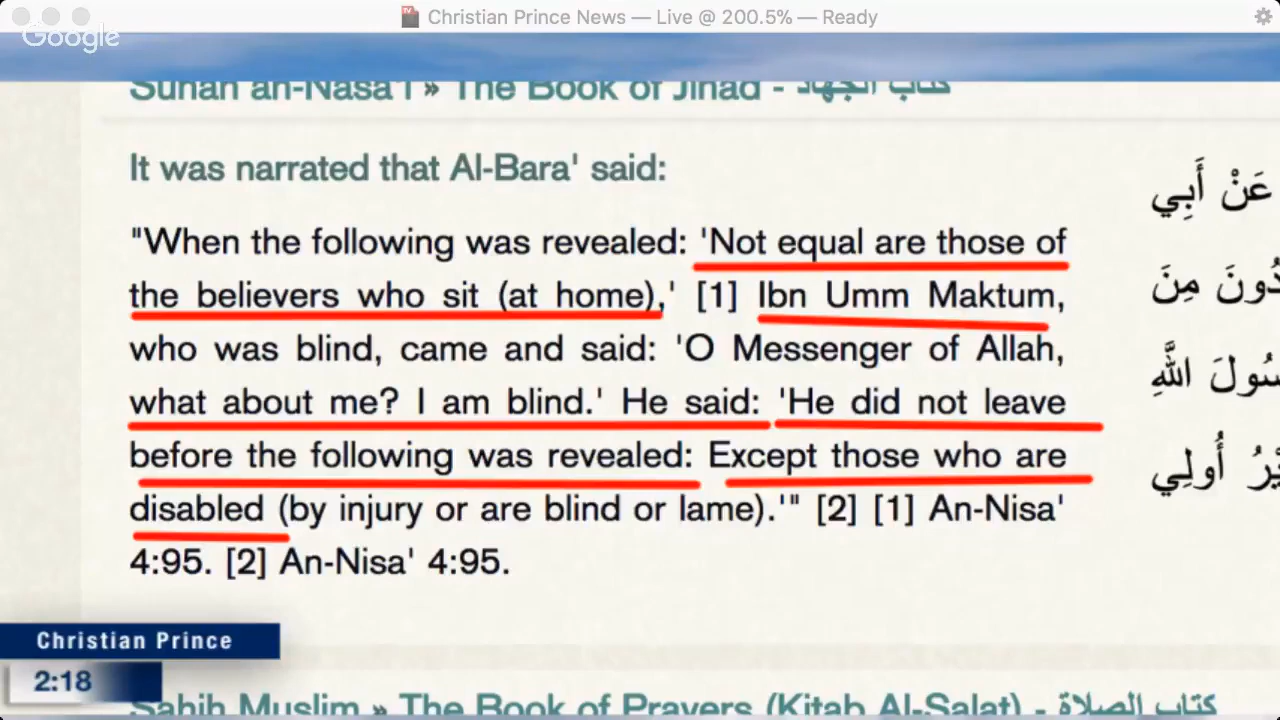 Christian Prince News — Live @ 200.5% — Ready
Google
Sunan an-Nasa'i » The Book of Jihad - كتاب الجهاد
It was narrated that Al-Bara' said:
عَنْ أَبِي
"When the following was revealed: 'Not equal are those of
the believers who sit (at home),' [1] Ibn Umm Maktum,
مِنَ
who was blind, came and said: 'O Messenger of Allah,
اللَّهِ
what about me? I am blind.' He said: 'He did not leave
before the following was revealed: Except those who are
أُولِي
disabled (by injury or are blind or lame).'" [2] [1] An-Nisa'
4:95. [2] An-Nisa' 4:95.
Christian Prince
2:18
Sahih Muslim » The Book of Prayers (Kitab Al-Salat) - كتاب الصلاة